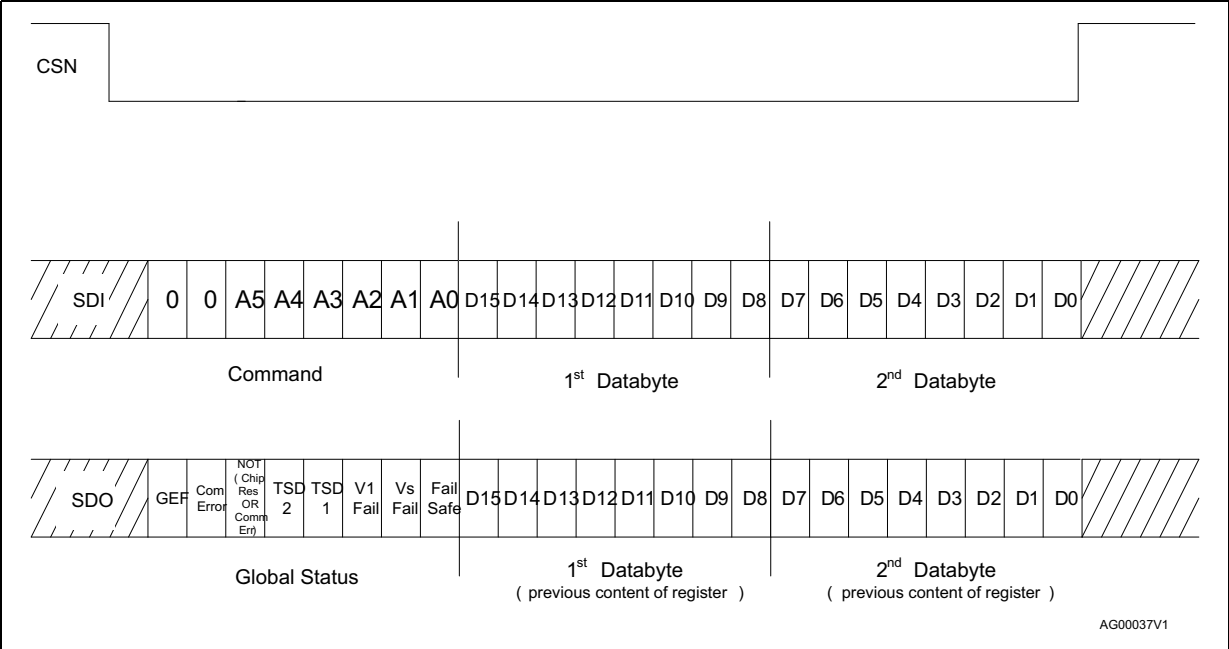 CSN
SDI 0 0 A5 A4 A3 A2 A1 A0 D15 D14 D13 D12 D11 D10 D9 D8 D7 D6 D5 D4 D3 D2 D1 D0
Command 1st Databyte 2nd Databyte
SDO GEF Com Error NOT ( Chip Res OR Comm Err) TSD 2 TSD 1 V1 Fail Vs Fail Fail Safe D15 D14 D13 D12 D11 D10 D9 D8 D7 D6 D5 D4 D3 D2 D1 D0
Global Status 1st Databyte 2nd Databyte
( previous content of register ) ( previous content of register )
AG00037V1